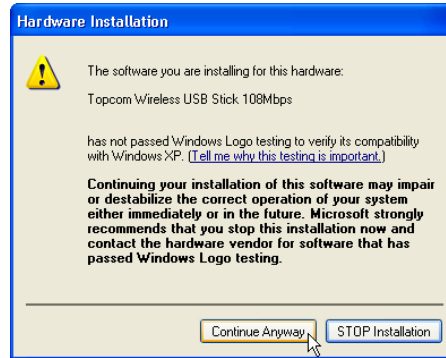 Hardware Installation
The software you are installing for this hardware:
Topcom Wireless USB Stick 108Mbps
has not passed Windows Logo testing to verify its compatibility
with Windows XP. (Tell me why this testing is important.)
Continuing your installation of this software may impair
or destabilize the correct operation of your system
either immediately or in the future. Microsoft strongly
recommends that you stop this installation now and
contact the hardware vendor for software that has
passed Windows Logo testing.
Continue Anyway STOP Installation